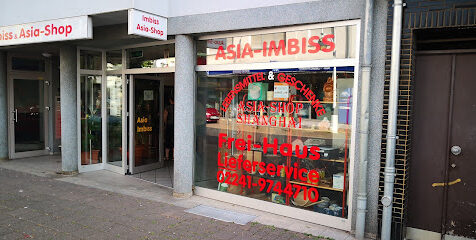 Imbiss
Asia-Shop
biss & Asia-Shop
ASIA-IMBISS
LEBENSMITTEL & GESCHENKE
ASIA-SHOP
SHANGHAI
Frei-Haus
Lieferservice
02241-9744710
Asia
Imbiss